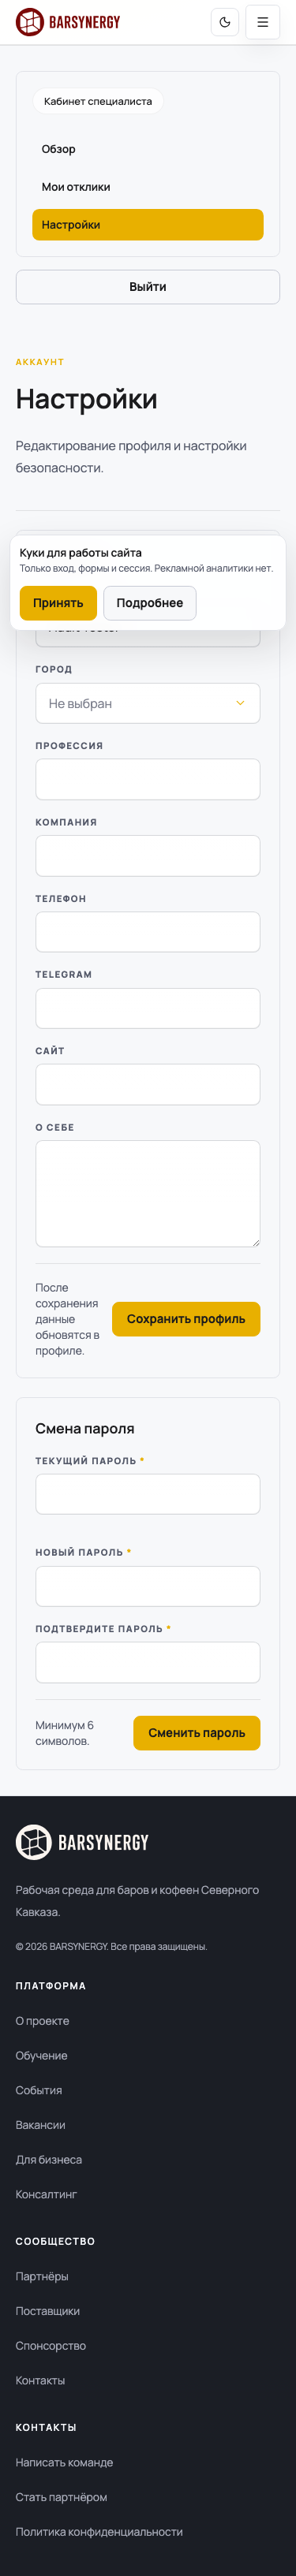 BARSYNERGY
Кабинет специалиста
Обзор
Мои отклики
Настройки
Выйти
АККАУНТ
Настройки
Редактирование профиля и настройки
безопасности.
Куки для работы сайта
Только вход, формы и сессия. Рекламной аналитики нет.
Принять
Подробнее
ГОРОД
Не выбран
ПРОФЕССИЯ
КОМПАНИЯ
ТЕЛЕФОН
TELEGRAM
САЙТ
О СЕБЕ
После
сохранения
данные
обновятся в
профиле.
Сохранить профиль
Смена пароля
ТЕКУЩИЙ ПАРОЛЬ *
НОВЫЙ ПАРОЛЬ *
ПОДТВЕРДИТЕ ПАРОЛЬ *
Минимум 6
символов.
Сменить пароль
BARSYNERGY
Рабочая среда для баров и кофеен Северного
Кавказа.
© 2026 BARSYNERGY. Все права защищены.
ПЛАТФОРМА
О проекте
Обучение
События
Вакансии
Для бизнеса
Консалтинг
СООБЩЕСТВО
Партнёры
Поставщики
Спонсорство
Контакты
КОНТАКТЫ
Написать команде
Стать партнёром
Политика конфиденциальности